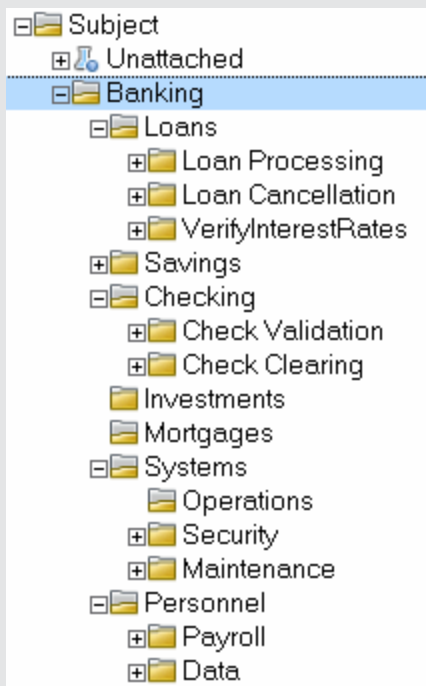 Subject
Unattached
Banking
Loans
Loan Processing
Loan Cancellation
VerifyInterestRates
Savings
Checking
Check Validation
Check Clearing
Investments
Mortgages
Systems
Operations
Security
Maintenance
Personnel
Payroll
Data